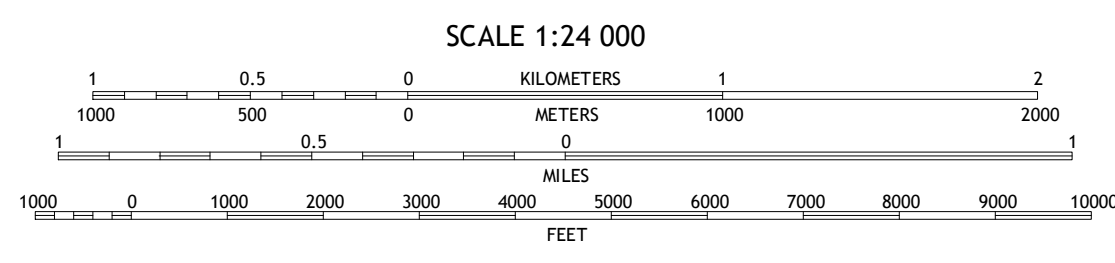 SCALE 1:24 000
1 0.5 0 KILOMETERS 1 2
1000 500 0 METERS 1000 2000
1 0.5 0 1
MILES
1000 0 1000 2000 3000 4000 5000 6000 7000 8000 9000 10000
FEET